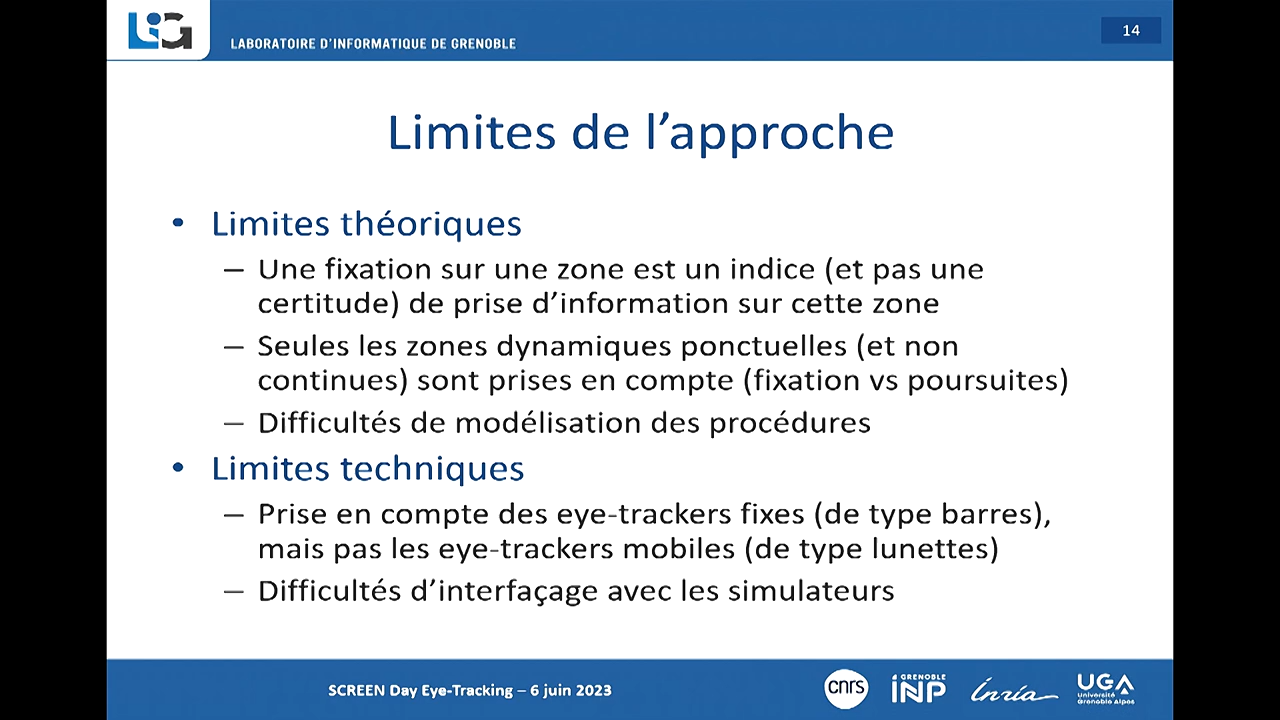 LIG
LABORATOIRE D'INFORMATIQUE DE GRENOBLE
14
Limites de l’approche
• Limites théoriques
– Une fixation sur une zone est un indice (et pas une
certitude) de prise d’information sur cette zone
– Seules les zones dynamiques ponctuelles (et non
continues) sont prises en compte (fixation vs poursuites)
– Difficultés de modélisation des procédures
• Limites techniques
– Prise en compte des eye-trackers fixes (de type barres),
mais pas les eye-trackers mobiles (de type lunettes)
– Difficultés d’interfaçage avec les simulateurs
SCREEN Day Eye-Tracking – 6 juin 2023
cnrs
GRENOBLE
INP
Inria
UGA
Université
Grenoble Alpes